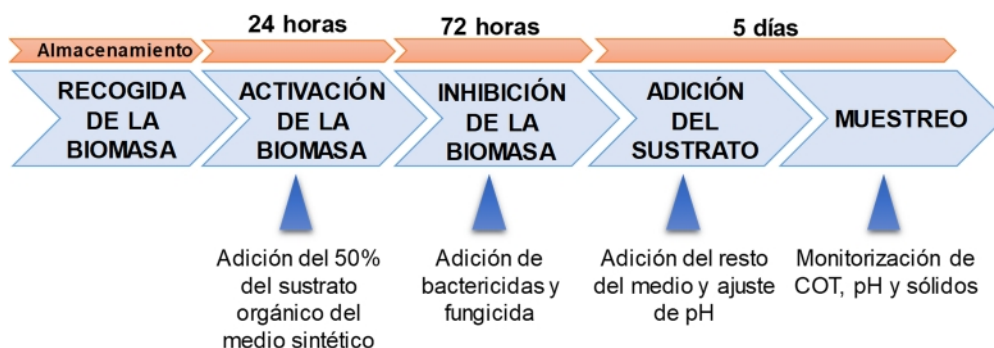 24 horas
72 horas
5 días
Almacenamiento
RECOGIDA
DE LA
BIOMASA
ACTIVACIÓN
DE LA
BIOMASA
INHIBICIÓN
DE LA
BIOMASA
ADICIÓN
DEL
SUSTRATO
MUESTREO
Adición del 50%
del sustrato
orgánico del
medio sintético
Adición de
bactericidas y
fungicida
Adición del resto
del medio y ajuste
de pH
Monitorización de
COT, pH y sólidos